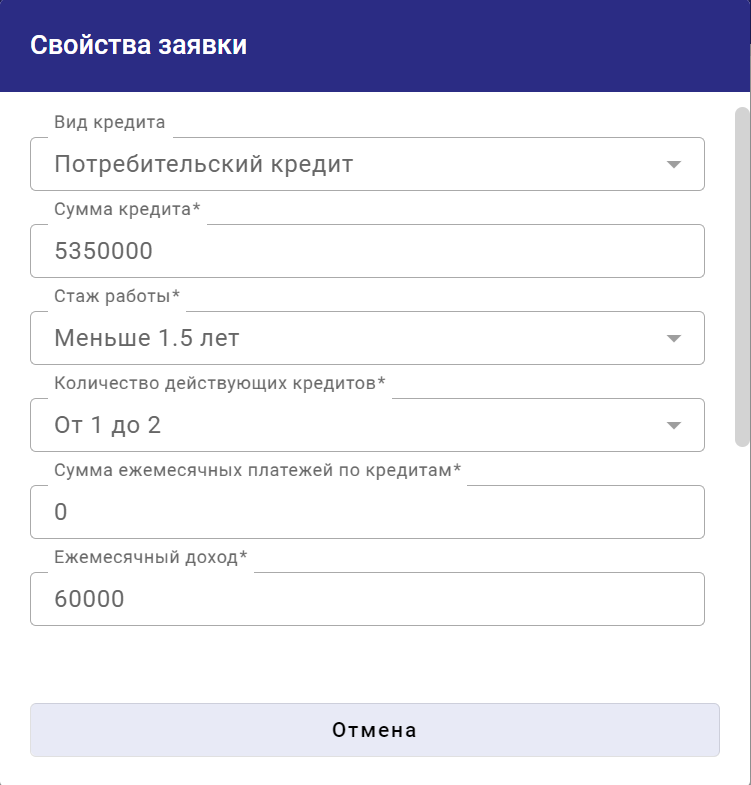 Свойства заявки
Вид кредита
Потребительский кредит
Сумма кредита*
5350000
Стаж работы*
Меньше 1.5 лет
Количество действующих кредитов*
От 1 до 2
Сумма ежемесячных платежей по кредитам*
0
Ежемесячный доход*
60000
Отмена